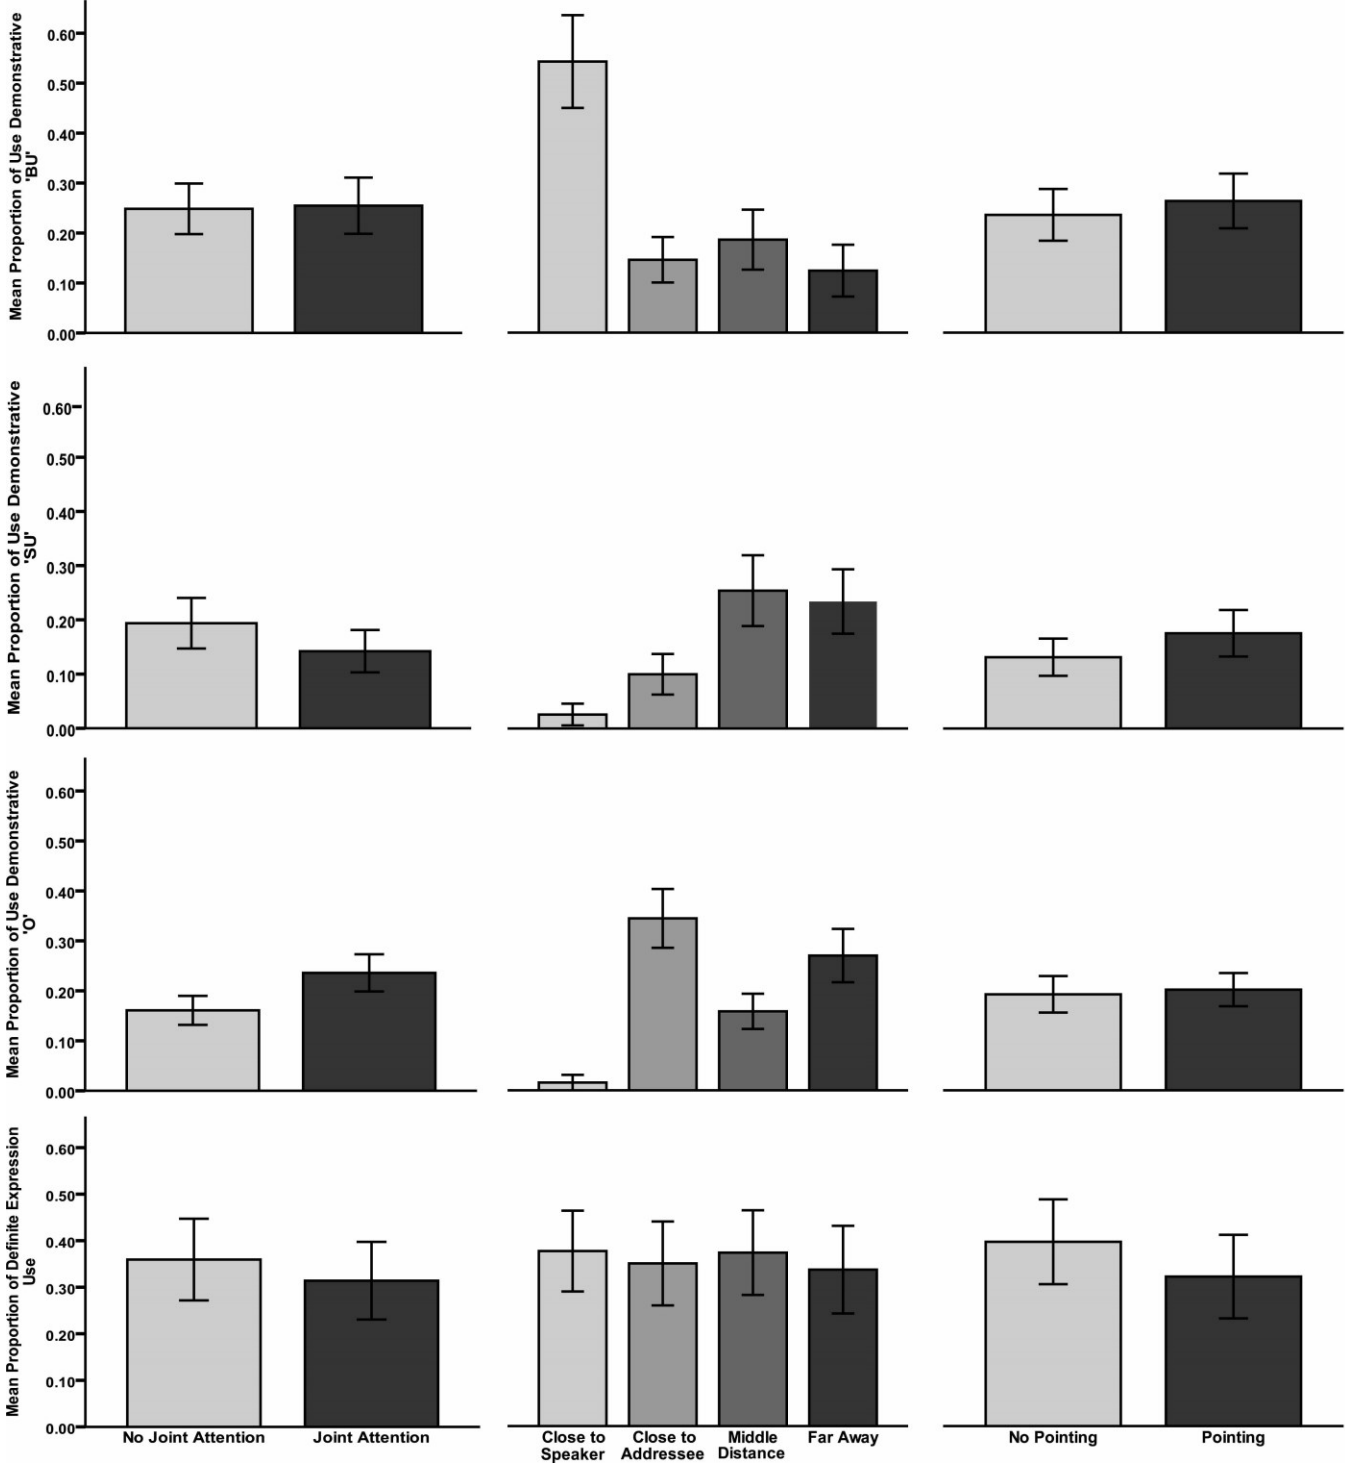 Mean Proportion of Use Demonstrative
'BU'
0.60
0.50
0.40
0.30
0.20
0.10
0.00
Mean Proportion of Use Demonstrative
'SU'
0.60
0.50
0.40
0.30
0.20
0.10
0.00
Mean Proportion of Use Demonstrative
'O'
0.60
0.50
0.40
0.30
0.20
0.10
0.00
Mean Proportion of Definite Expression
Use
0.60
0.50
0.40
0.30
0.20
0.10
0.00
No Joint Attention
Joint Attention
Close to
Speaker
Close to
Addressee
Middle
Distance
Far Away
No Pointing
Pointing